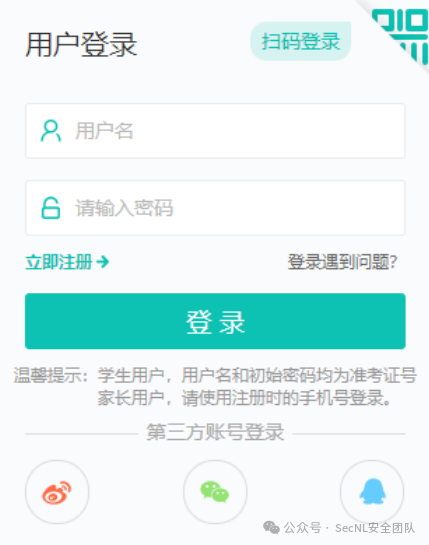 用户登录
扫码登录
用户名
请输入密码
立即注册
登录遇到问题?
登 录
温馨提示：学生用户，用户名和初始密码均为准考证号
家长用户，请使用注册时的手机号登录。
第三方账号登录
公众号 · SecNL安全团队